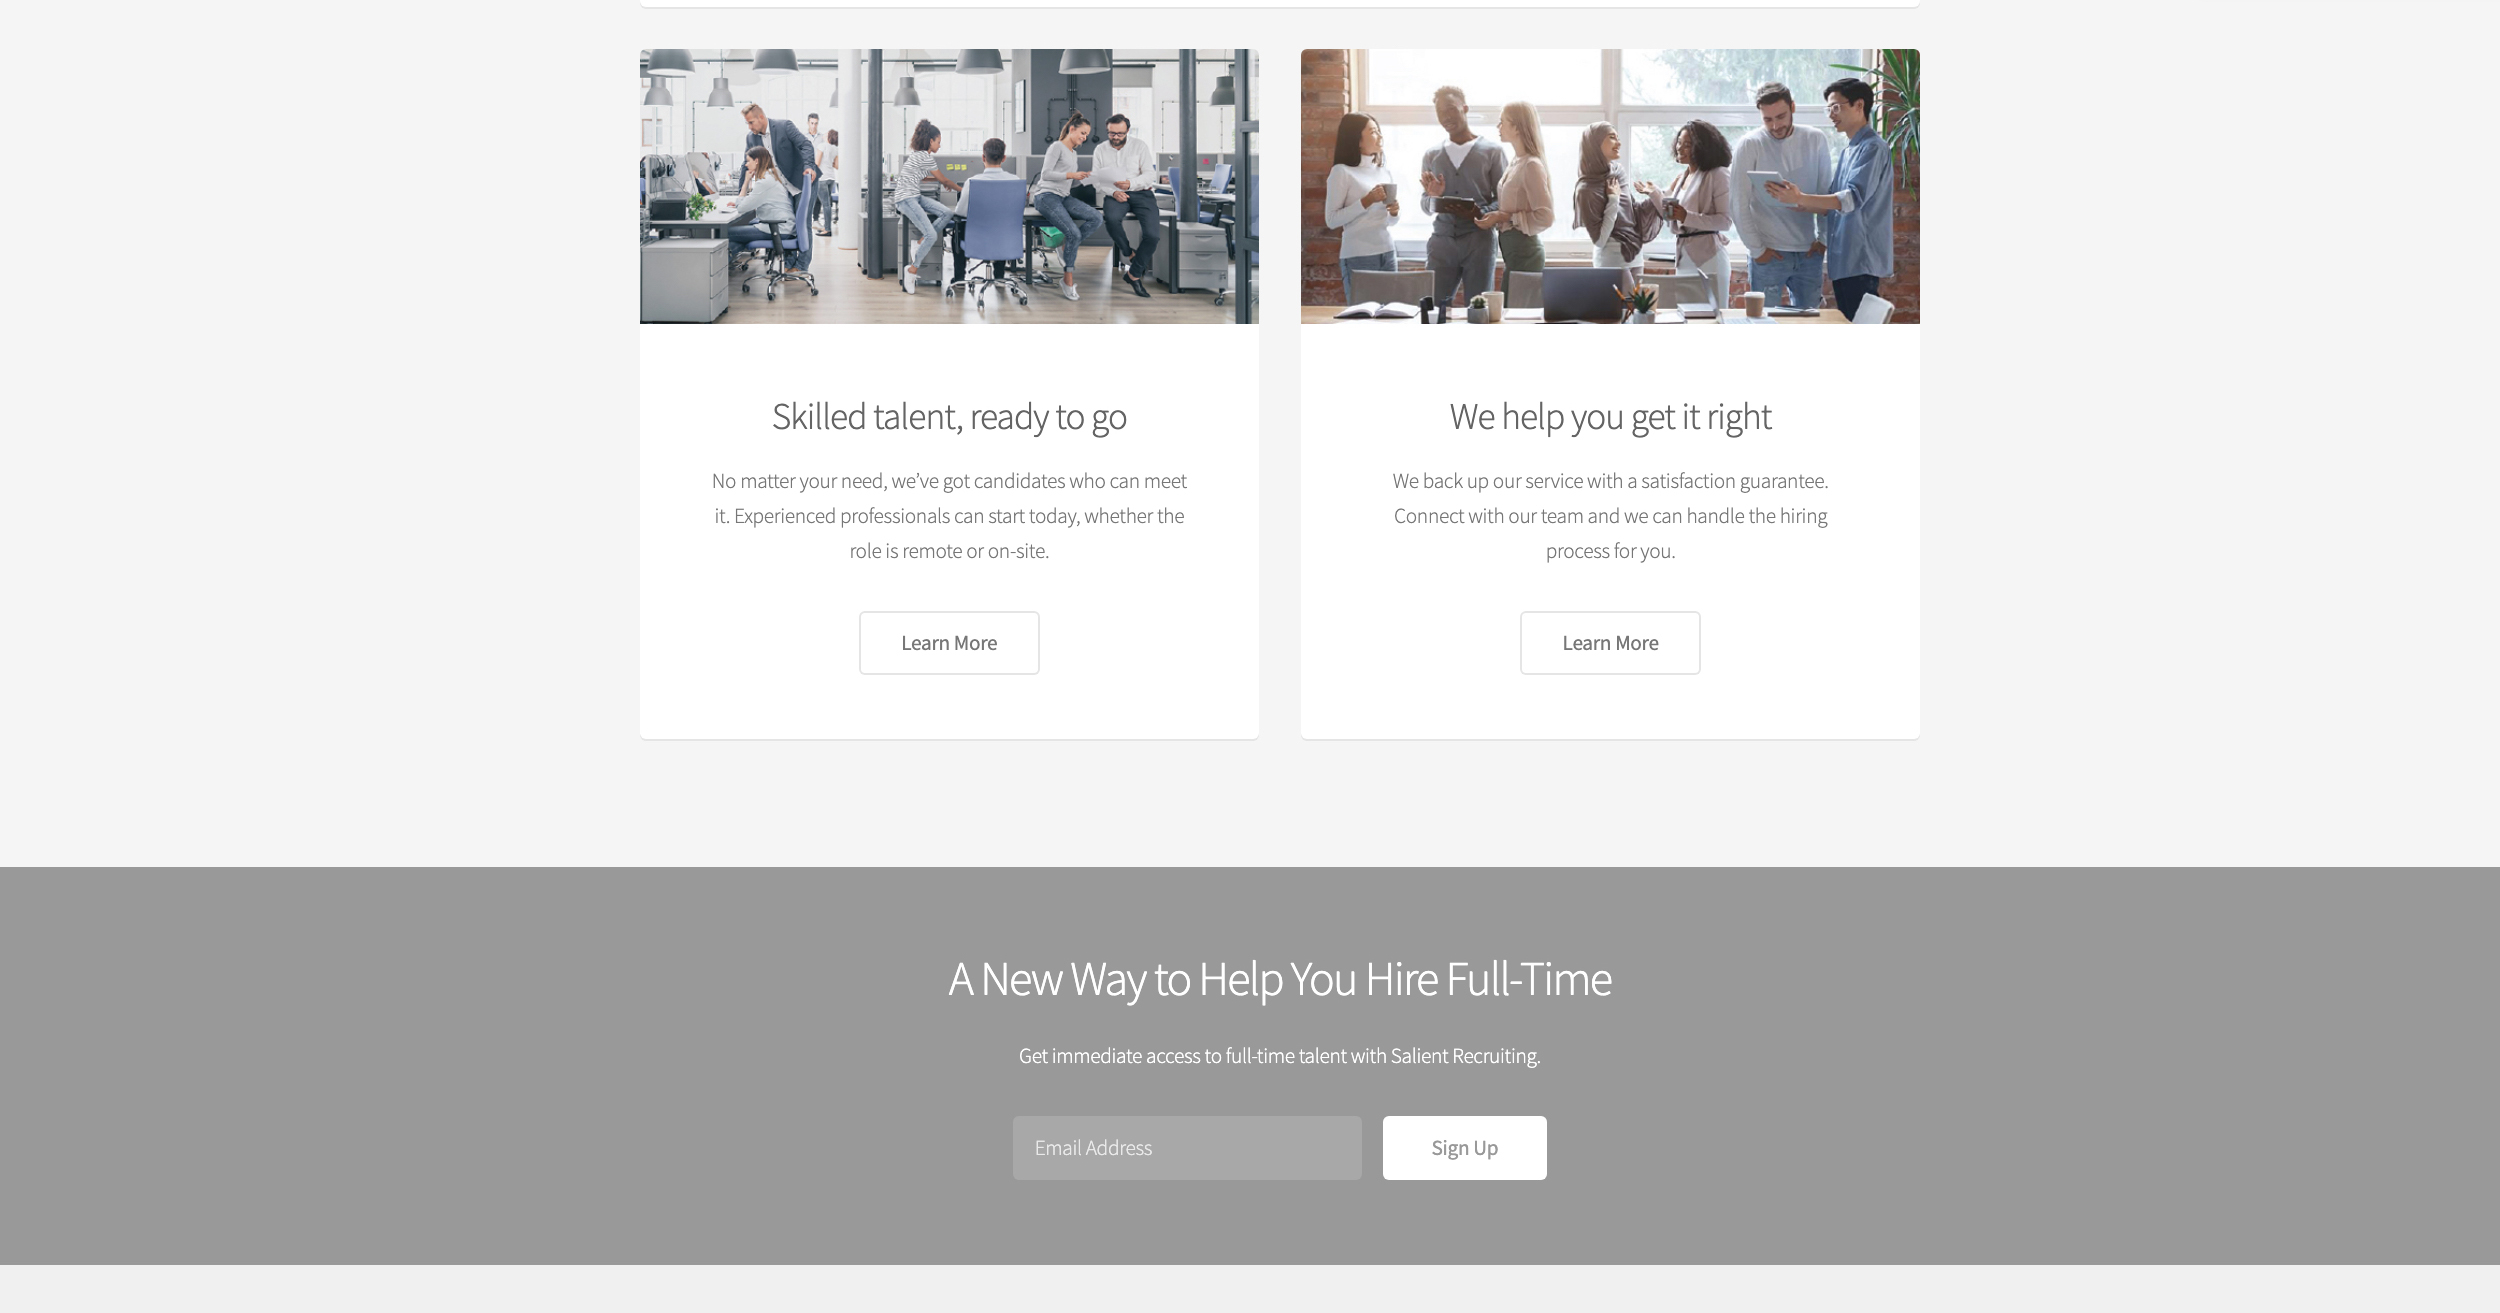 Skilled talent, ready to go
No matter your need, we’ve got candidates who can meet
it. Experienced professionals can start today, whether the
role is remote or on-site.
Learn More
We help you get it right
We back up our service with a satisfaction guarantee.
Connect with our team and we can handle the hiring
process for you.
Learn More
A New Way to Help You Hire Full-Time
Get immediate access to full-time talent with Salient Recruiting.
Email Address
Sign Up